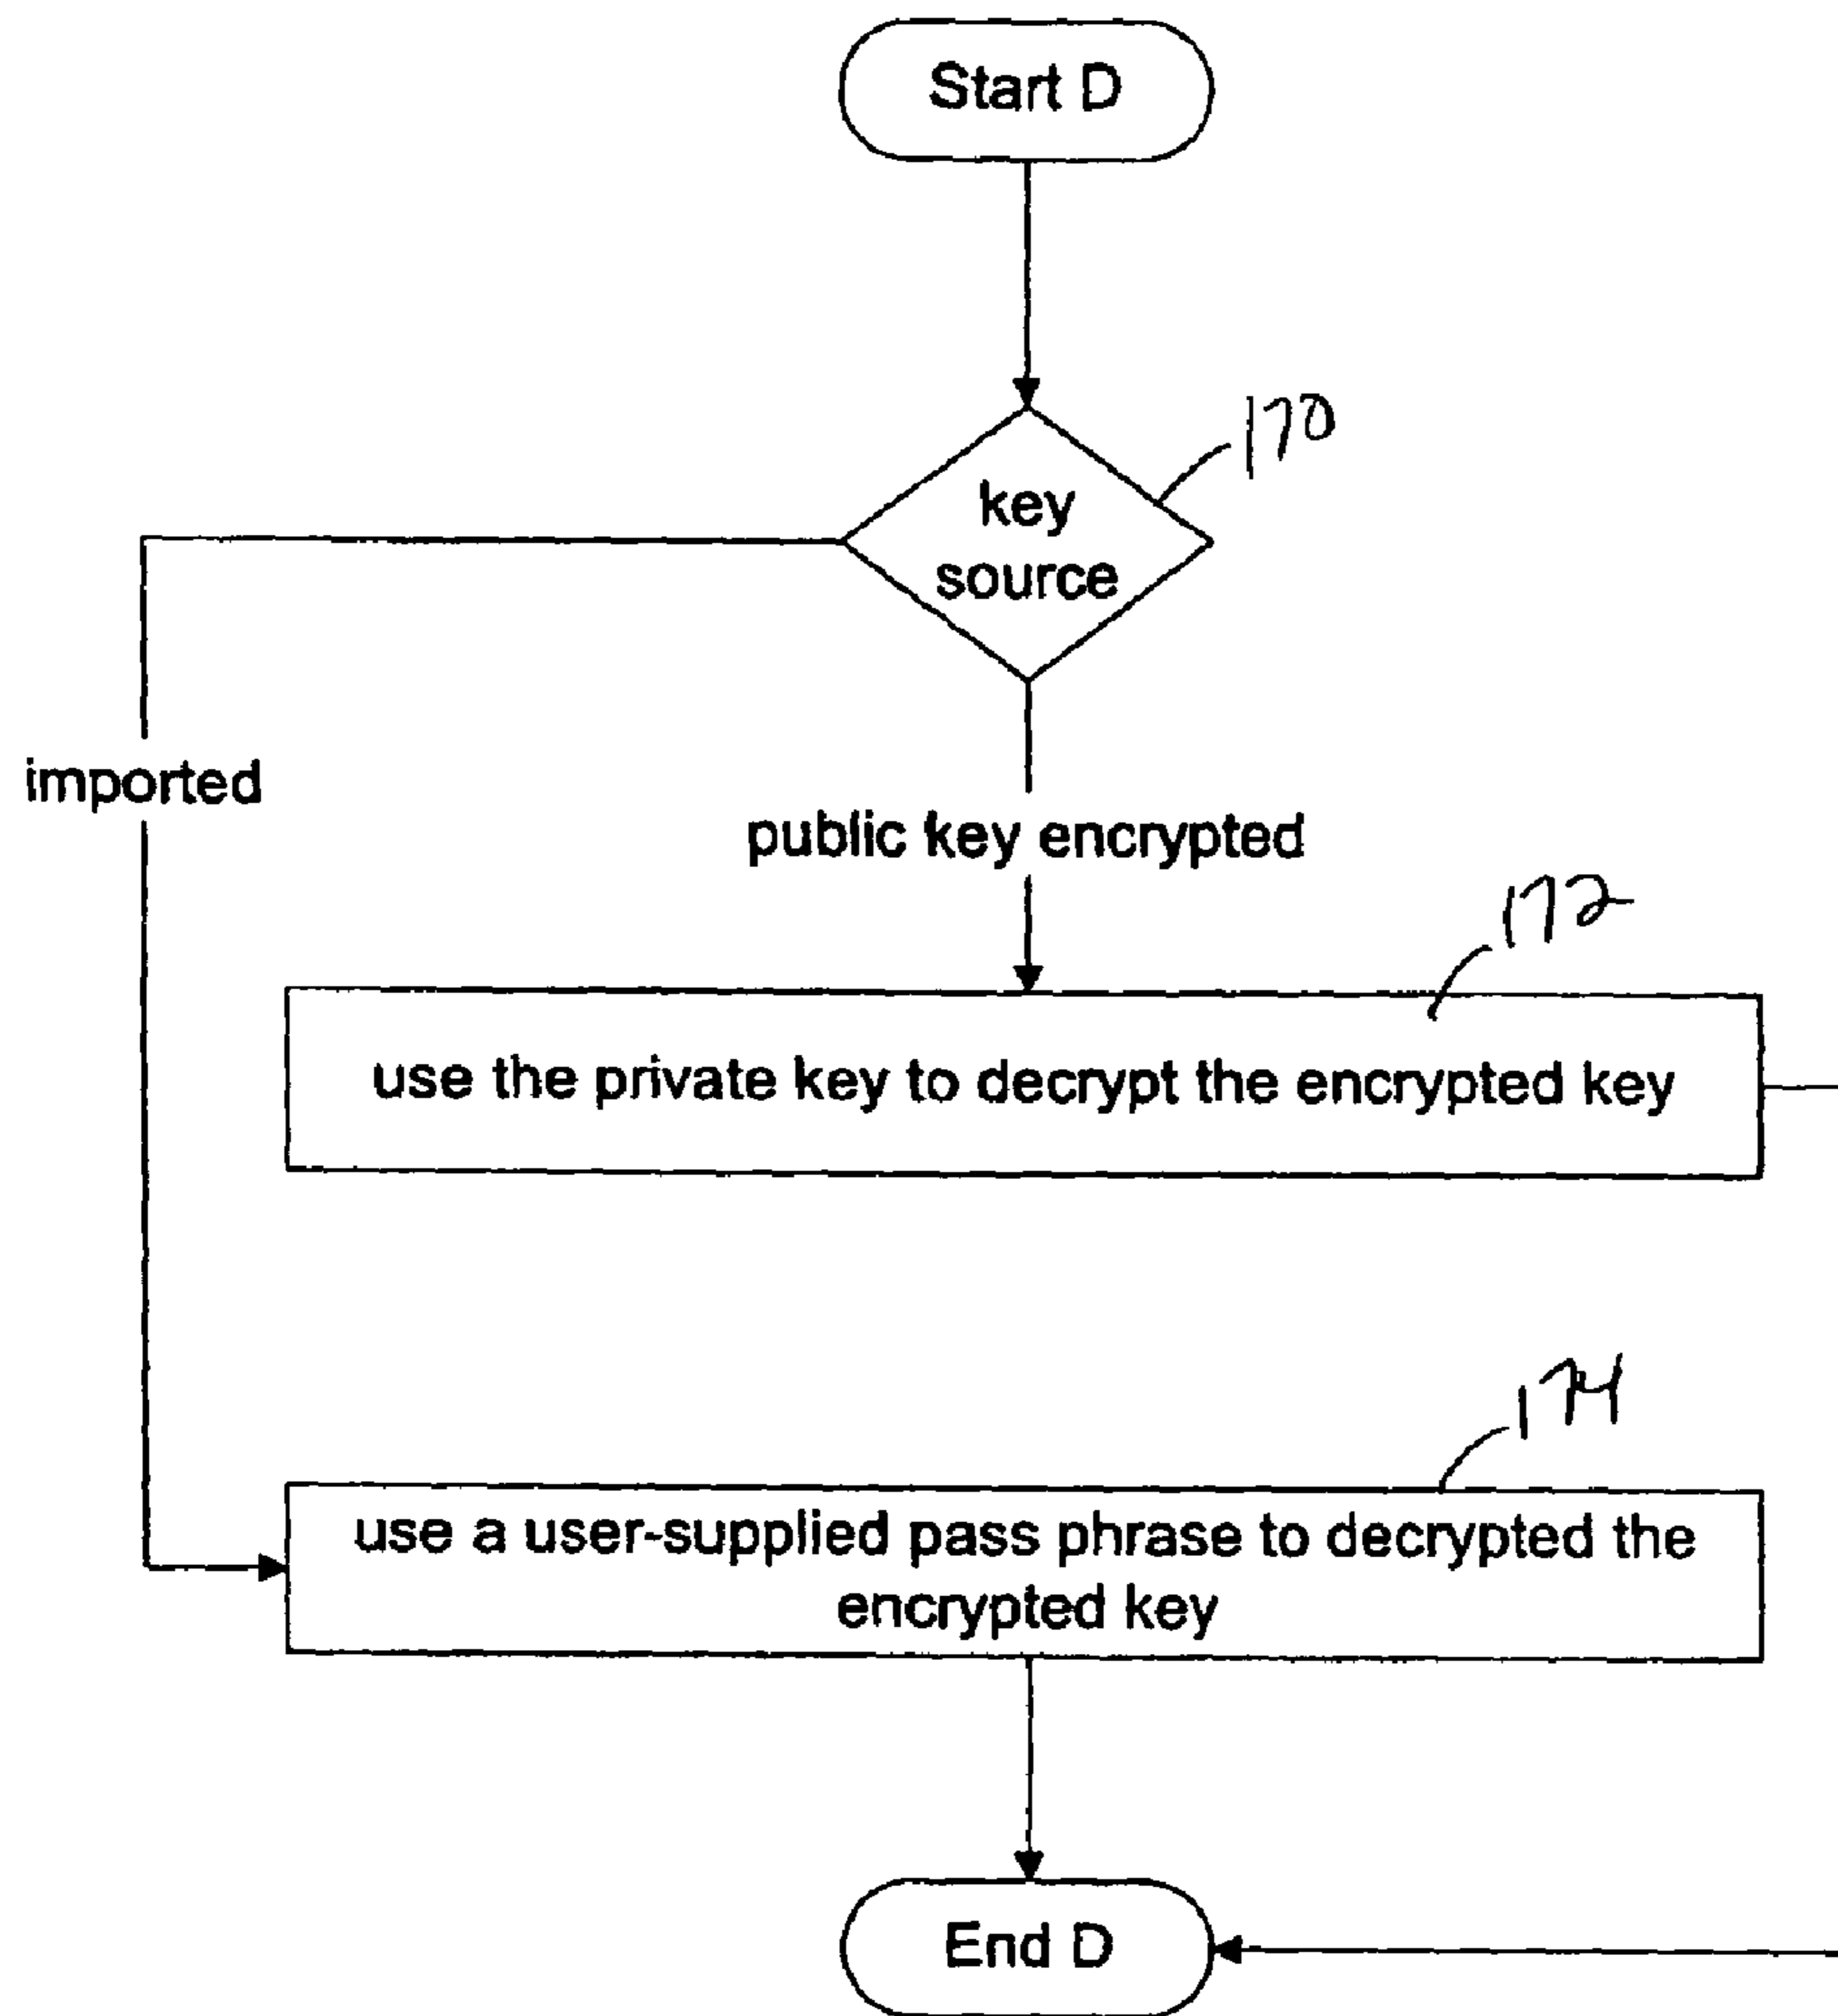 Start D
170
key
source
imported
public key encrypted
172
use the private key to decrypt the encrypted key
174
use a user-supplied pass phrase to decrypted the
encrypted key
End D